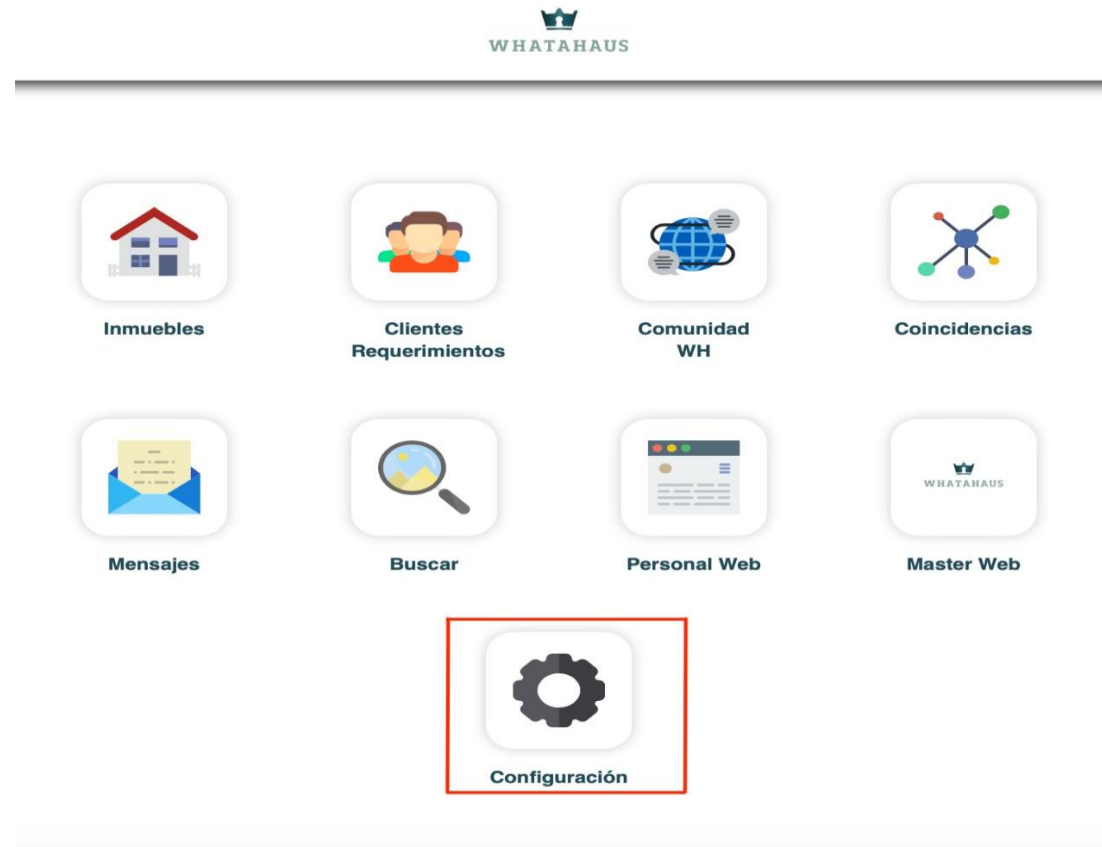 WHATAHAUS
Inmuebles
Clientes
Requerimientos
Comunidad
WH
Coincidencias
WHATAHAUS
Mensajes
Buscar
Personal Web
Master Web
Configuración